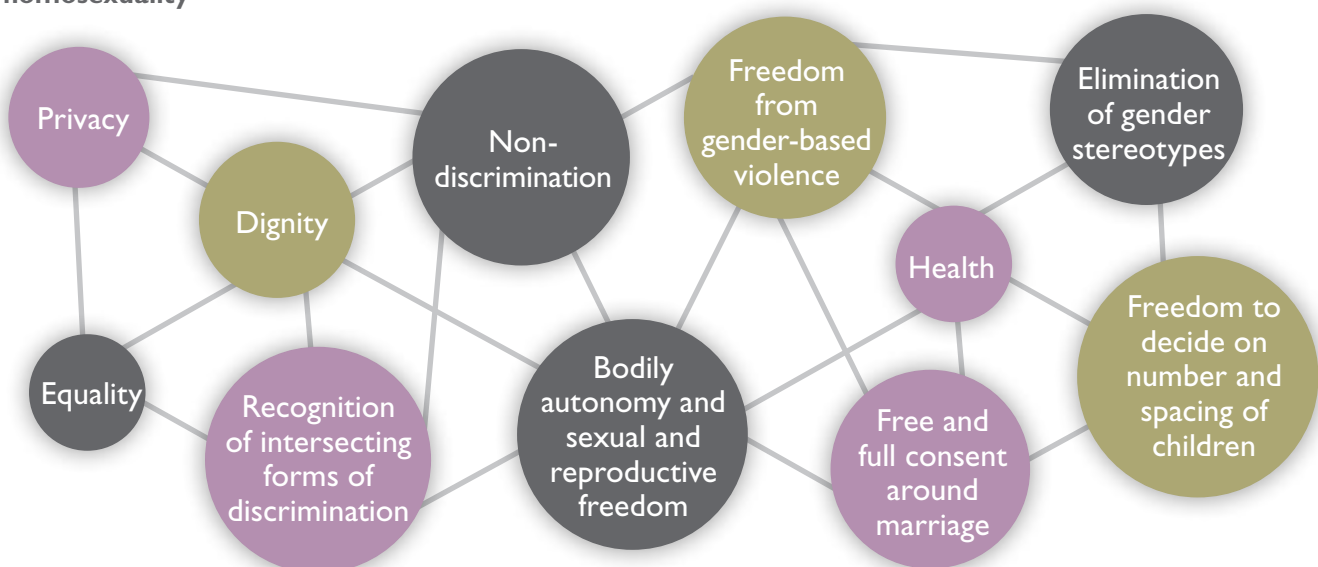 homosexuality
Privacy
Non-
discrimination
Freedom
from
gender-based
violence
Elimination
of gender
stereotypes
Dignity
Health
Equality
Recognition
of intersecting
forms of
discrimination
Bodily
autonomy and
sexual and
reproductive
freedom
Free and
full consent
around
marriage
Freedom to
decide on
number and
spacing of
children